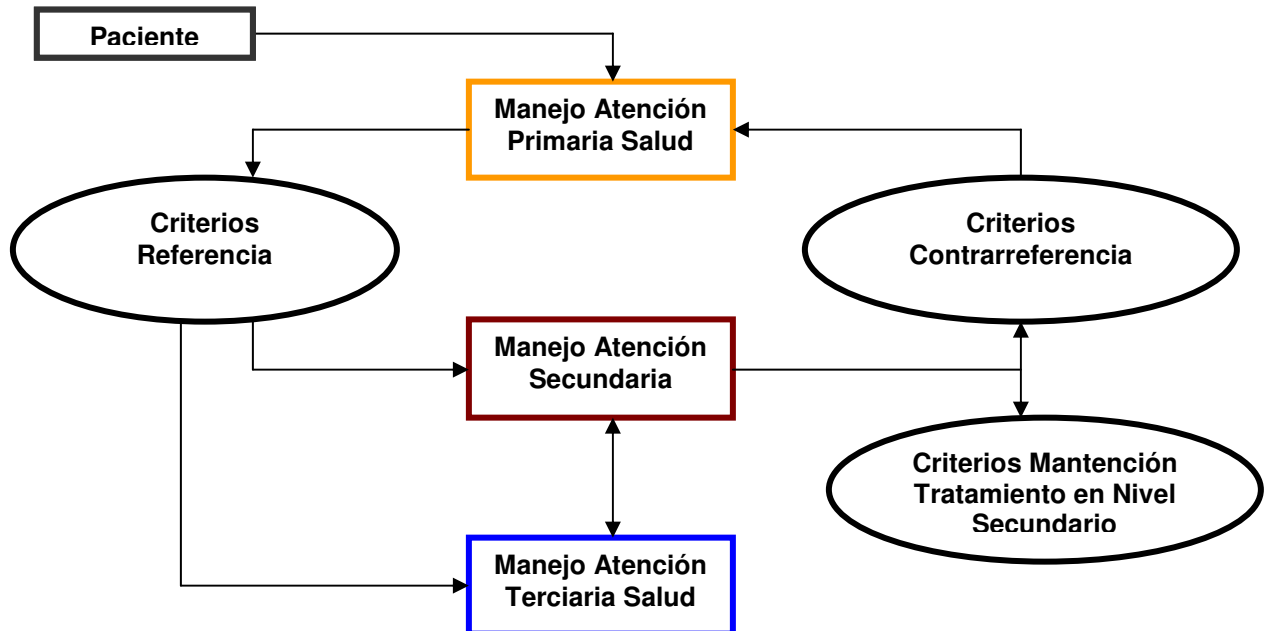 Paciente
Manejo Atención
Primaria Salud
Criterios
Referencia
Criterios
Contrarreferencia
Manejo Atención
Secundaria
Criterios Mantención
Tratamiento en Nivel
Secundario
Manejo Atención
Terciaria Salud